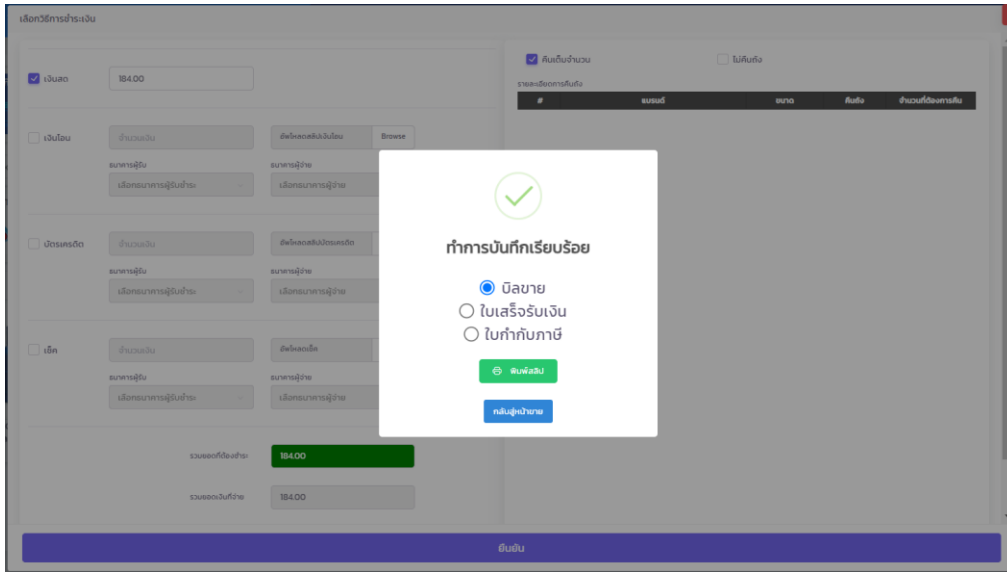 เลือกวิธีการชำระเงิน
เงินสด
184.00
เงินโอน
จำนวนเงิน
อัพโหลดสลิปเงินโอน
Browse
ธนาคารผู้รับ
ธนาคารผู้จ่าย
เลือกธนาคารผู้รับชำระ
เลือกธนาคารผู้จ่าย
บัตรเครดิต
จำนวนเงิน
อัพโหลดสลิปบัตรเครดิต
ธนาคารผู้รับ
ธนาคารผู้จ่าย
เลือกธนาคารผู้รับชำระ
เลือกธนาคารผู้จ่าย
เช็ค
จำนวนเงิน
อัพโหลดเช็ค
ธนาคารผู้รับ
ธนาคารผู้จ่าย
เลือกธนาคารผู้รับชำระ
เลือกธนาคารผู้จ่าย
รวมยอดที่ต้องชำระ
184.00
รวมยอดเงินที่จ่าย
184.00
คืนเต็มจำนวน
ไม่คืนถัง
รายละเอียดการคืนถัง
# แบรนด์ ขนาด คืนถัง จำนวนที่ต้องการคืน
ทำการบันทึกเรียบร้อย
บิลขาย
ใบเสร็จรับเงิน
ใบกำกับภาษี
พิมพ์สลิป
กลับสู่หน้าขาย
ยืนยัน